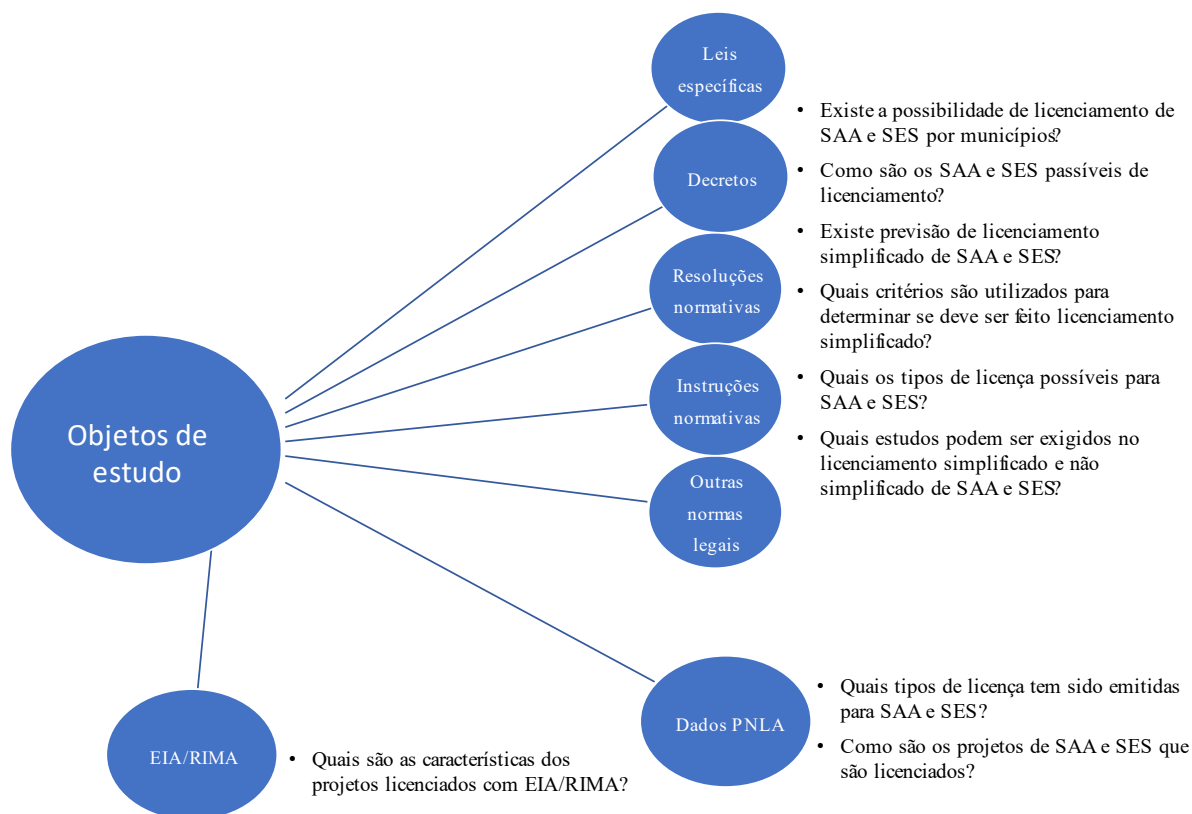 Leis
específicas
Decretos
Resoluções
normativas
Instruções
normativas
Outras
normas
legais
• Existe a possibilidade de licenciamento de
SAA e SES por municípios?
• Como são os SAA e SES passíveis de
licenciamento?
• Existe previsão de licenciamento
simplificado de SAA e SES?
• Quais critérios são utilizados para
determinar se deve ser feito licenciamento
simplificado?
• Quais os tipos de licença possíveis para
SAA e SES?
• Quais estudos podem ser exigidos no
licenciamento simplificado e não
simplificado de SAA e SES?
Objetos de
estudo
Dados PNLA
• Quais tipos de licença tem sido emitidas
para SAA e SES?
• Como são os projetos de SAA e SES que
são licenciados?
EIA/RIMA
• Quais são as características dos
projetos licenciados com EIA/RIMA?